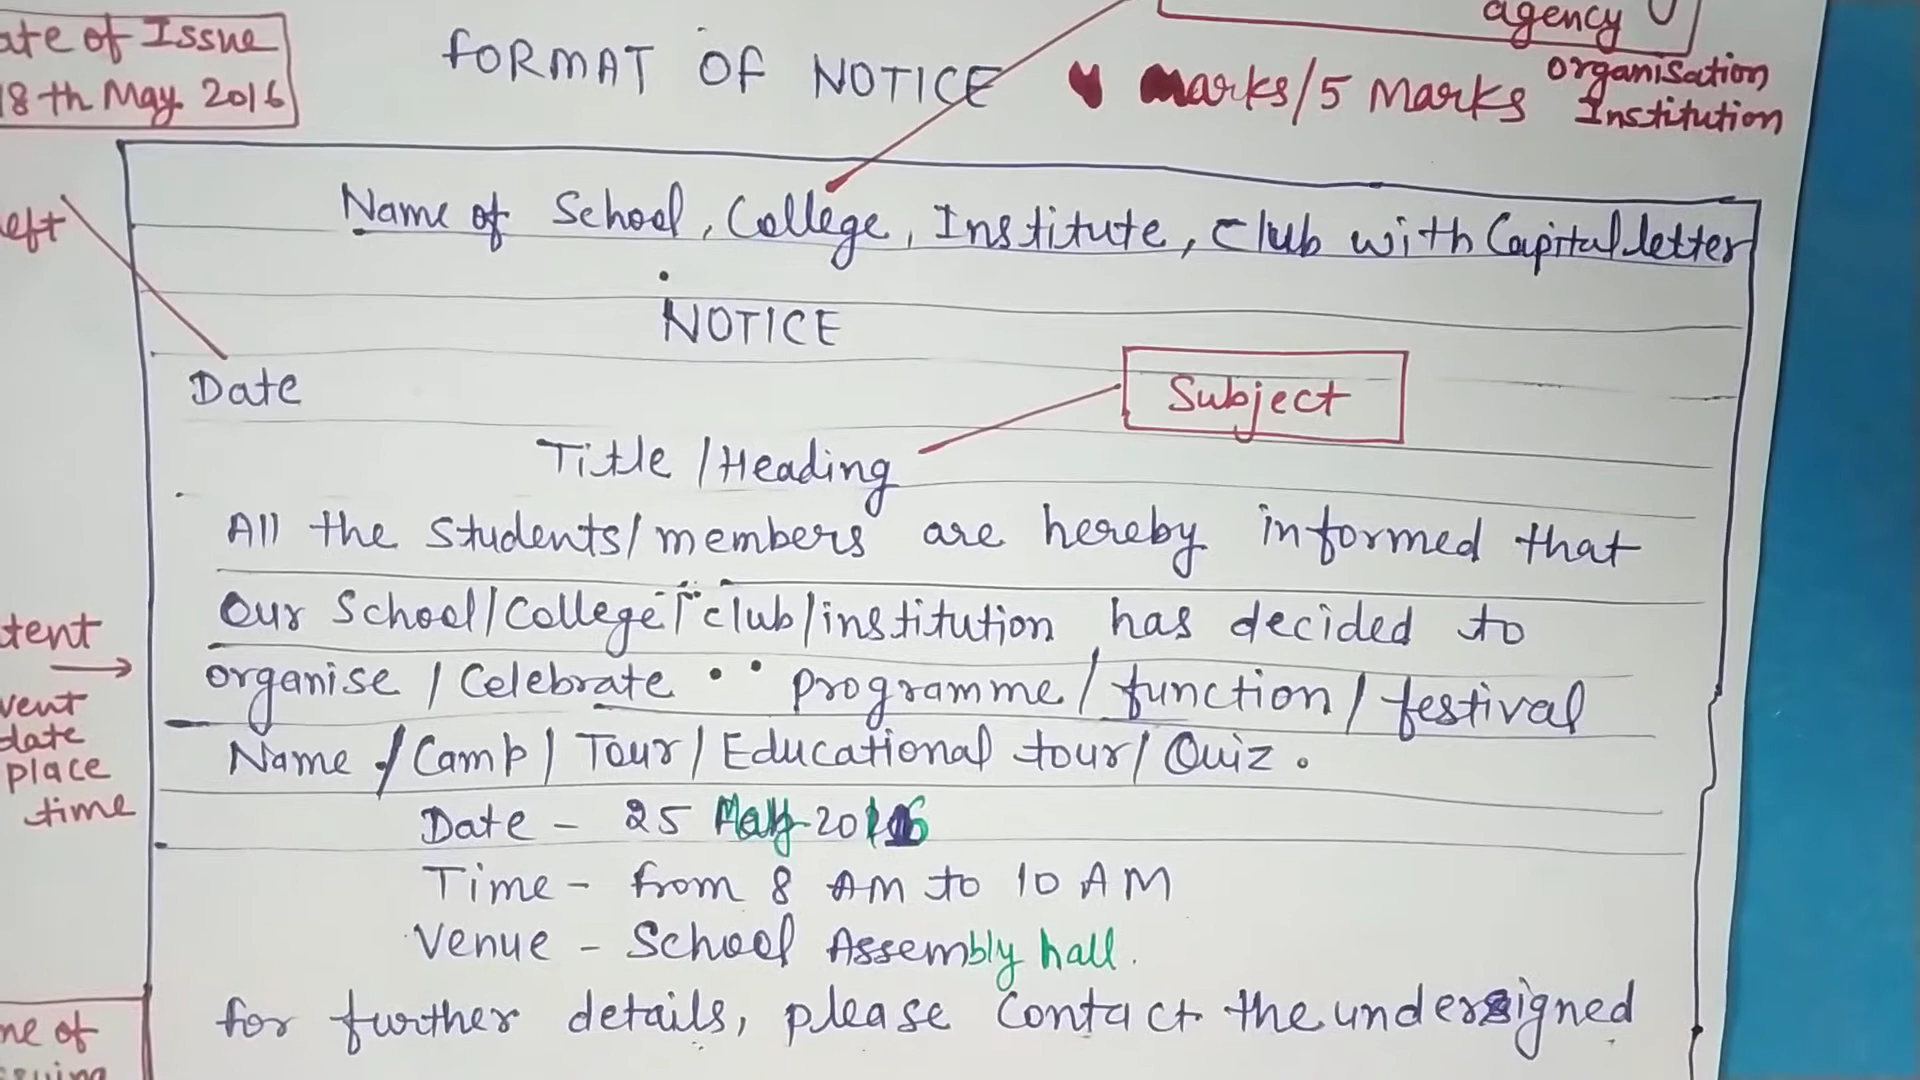 agency
ate of Issue
18th May. 2016
FORMAT OF NOTICE
Marks/5 Marks
organisation
Institution
eft
Name of School, College, Institute, Club with Capital letter
NOTICE
Date
Subject
Title/Heading
All the students/members are hereby informed that
our School/College/club/institution has decided to
organise/Celebrate .. programme/function/festival
Name/Camp/Tour/Educational tour/Quiz.
Date - 25 May 2016
Time - from 8 AM to 10 AM
Venue - School Assembly hall.
for further details, please contact the undersigned
tent
vent
date
place
time
me of
ssuing